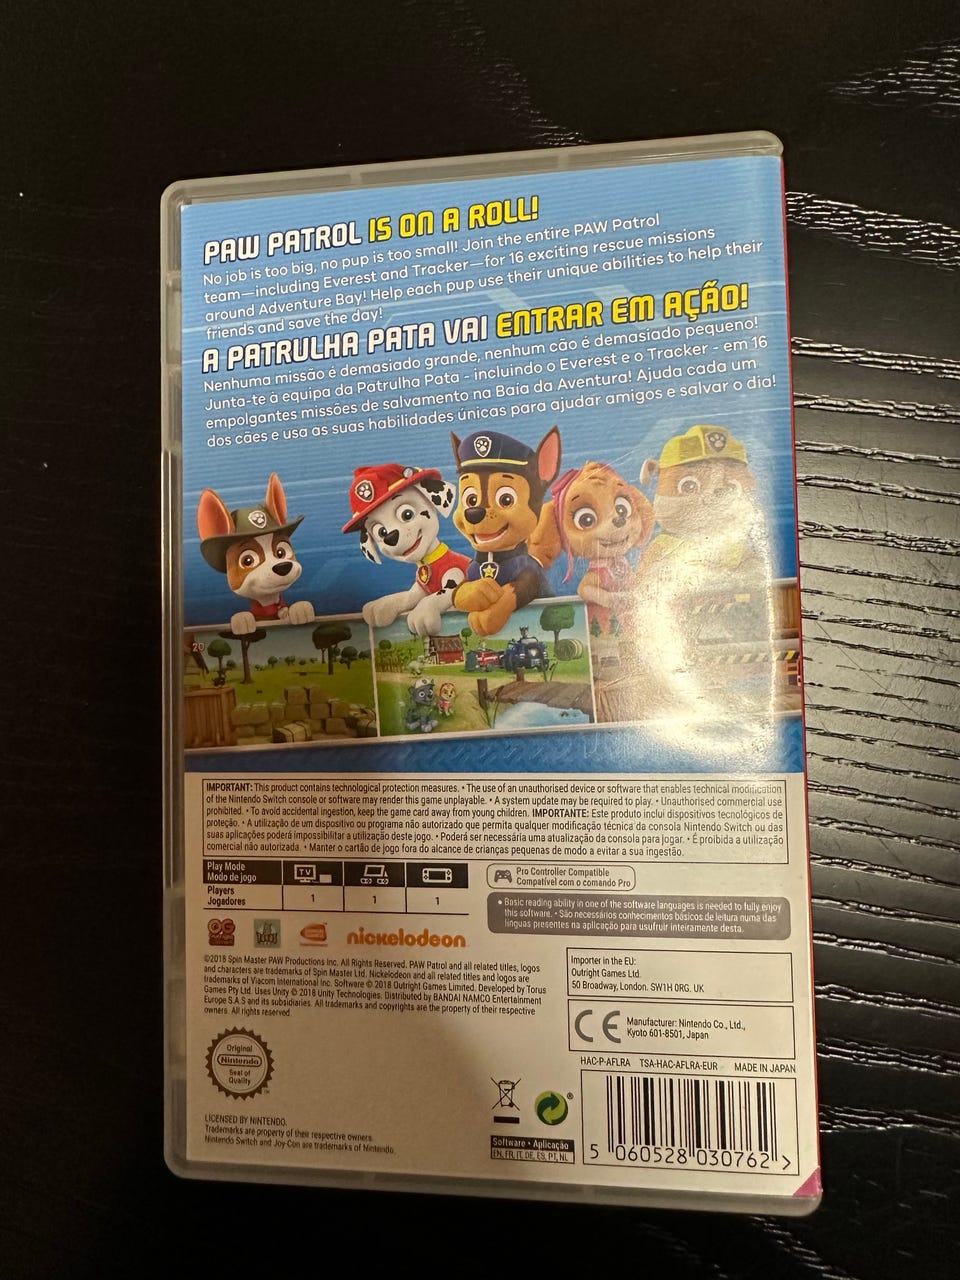 PAW PATROL IS ON A ROLL!
No job is too big, no pup is too small! Join the entire PAW Patrol
team—including Everest and Tracker—for 16 exciting rescue missions
around Adventure Bay! Help each pup use their unique abilities to help their
friends and save the day!
A PATRULHA PATA VAI ENTRAR EM AÇÃO!
Nenhuma missão é demasiado grande, nenhum cão é demasiado pequeno!
Junta-te à equipa da Patrulha Pata - incluindo o Everest e o Tracker - em 16
empolgantes missões de salvamento na Baía da Aventura! Ajuda cada um
dos cães e usa as suas habilidades únicas para ajudar amigos e salvar o dia!
20
IMPORTANT: This product contains technological protection measures. • The use of an unauthorised device or software that enables technical modification
of the Nintendo Switch console or software may render this game unplayable. • A system update may be required to play. • Unauthorised commercial use
prohibited. • To avoid accidental ingestion, keep the game card away from young children. IMPORTANTE: Este produto inclui dispositivos tecnológicos de
proteção. • A utilização de um dispositivo ou programa não autorizado que permita qualquer modificação técnica da consola Nintendo Switch ou das
suas aplicações poderá impossibilitar a utilização deste jogo. • Poderá ser necessária uma atualização da consola para jogar. • É proibida a utilização
comercial não autorizada. • Manter o cartão de jogo fora do alcance de crianças pequenas de modo a evitar a sua ingestão.
Play Mode
Modo de jogo
TV
Players
Jogadores
1
1
1
Pro Controller Compatible
Compatível com o comando Pro
• Basic reading ability in one of the software languages is needed to fully enjoy
this software. • São necessários conhecimentos básicos de leitura numa das
línguas presentes na aplicação para usufruir inteiramente desta.
OG
nickelodeon
©2018 Spin Master PAW Productions Inc. All Rights Reserved. PAW Patrol and all related titles, logos
and characters are trademarks of Spin Master Ltd. Nickelodeon and all related titles and logos are
trademarks of Viacom International Inc. Software © 2018 Outright Games Limited. Developed by Torus
Games Pty Ltd. Uses Unity © 2018 Unity Technologies. Distributed by BANDAI NAMCO Entertainment
Europe S.A.S and its subsidiaries. All trademarks and copyrights are the property of their respective
owners. All rights reserved.
Importer in the EU:
Outright Games Ltd.
50 Broadway, London. SW1H 0RG. UK
CE
Manufacturer: Nintendo Co., Ltd.,
Kyoto 601-8501, Japan
HAC-P-AFLRA TSA-HAC-AFLRA-EUR MADE IN JAPAN
Original
Nintendo
Seal of
Quality
LICENSED BY NINTENDO.
Trademarks are property of their respective owners.
Nintendo Switch and Joy-Con are trademarks of Nintendo.
Software • Aplicação
EN, FR, IT, DE, ES, PT, NL
5 060528 030762 >